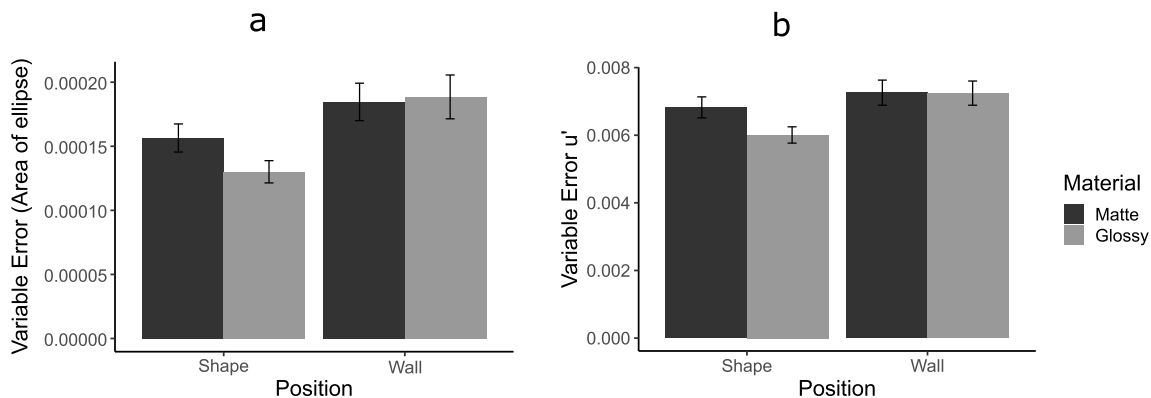 a
Variable Error (Area of ellipse)
0.00020
0.00015
0.00010
0.00005
0.00000
Shape
Wall
Position
b
Variable Error u'
0.008
0.006
0.004
0.002
0.000
Shape
Wall
Position
Material
Matte
Glossy